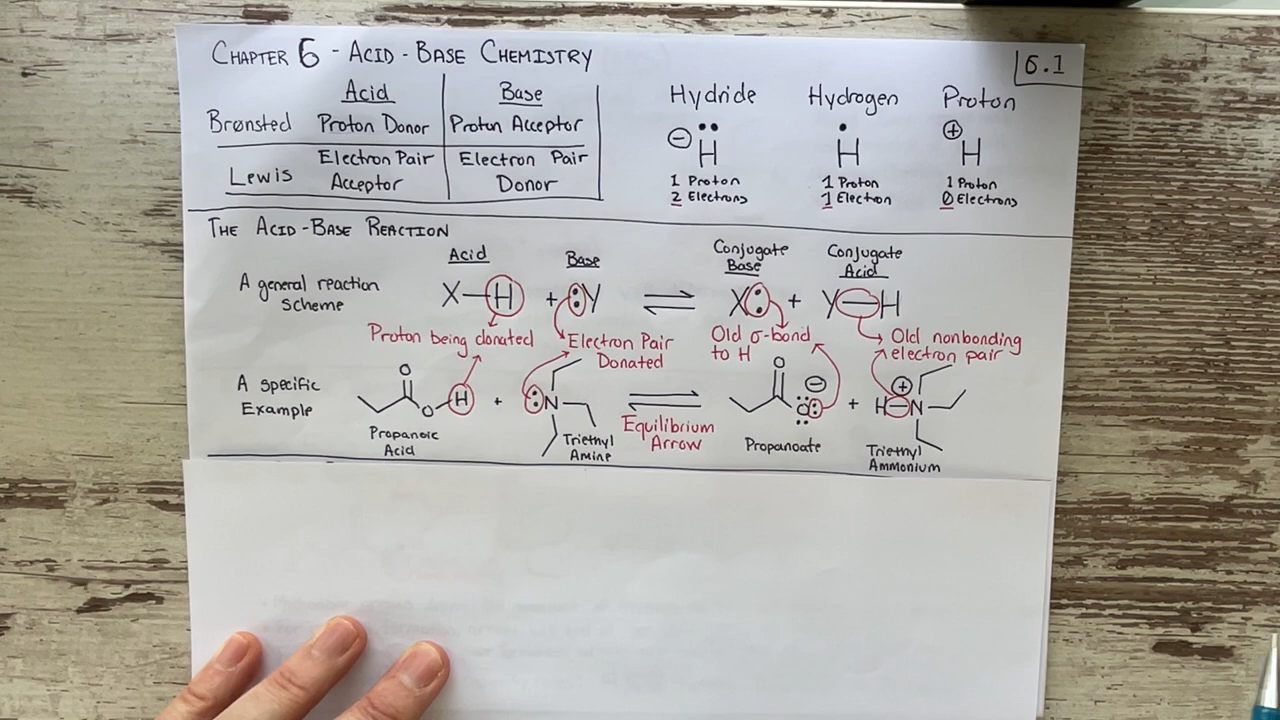 CHAPTER 6 - ACID - BASE CHEMISTRY
6.1
Acid Base
Brønsted Proton Donor Proton Acceptor
Lewis Electron Pair Acceptor Electron Pair Donor
Hydride Hydrogen Proton
⊖ H H ⊕ H
1 Proton 1 Proton 1 Proton
2 Electrons 1 Electron 0 Electrons
THE ACID - BASE REACTION
Acid Base Conjugate Base Conjugate Acid
A general reaction scheme
X—H + :Y ⇌ X: + Y—H
Proton being donated Electron Pair Donated Old σ-bond to H Old nonbonding electron pair
A specific Example
O O H + :N ⇌ O O: ⊖ + H—N ⊕
Equilibrium Arrow
Propanoic Acid Triethyl Amine Propanoate Triethyl Ammonium